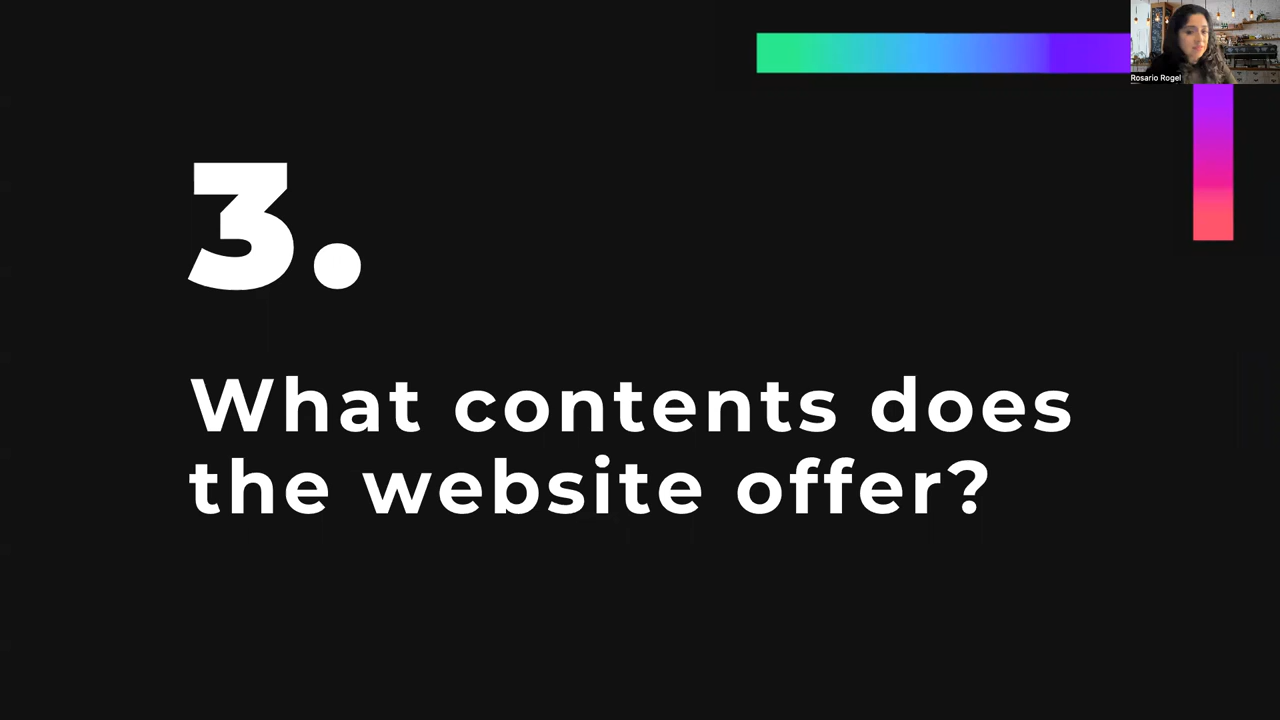 Rosario Rogel
3.
What contents does
the website offer?